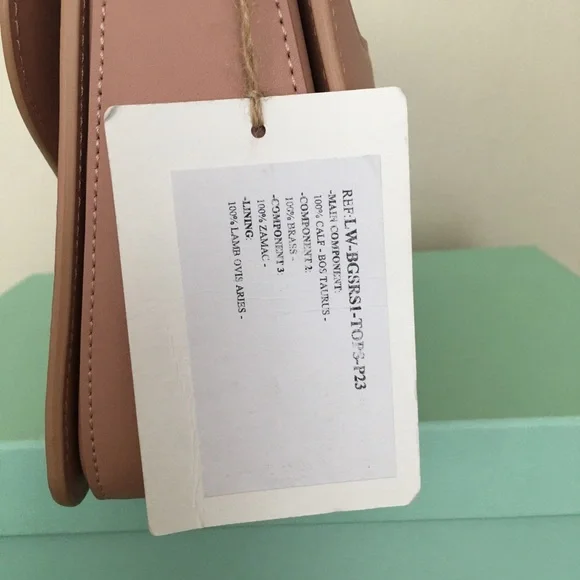 REF:LW-BGSRS1-TOPS-P23
-MAIN COMPONENT:
100% CALF - BOS TAURUS -
-COMPONENT 2:
100% BRASS -
-COMPONENT 3:
100% ZAMAC -
-LINING:
100% LAMB OVIS ARIES -